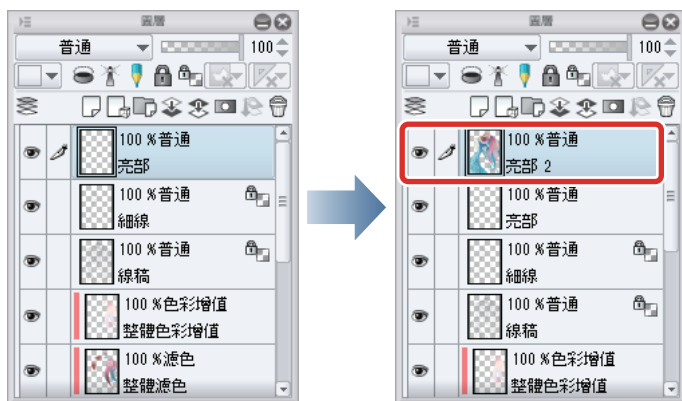 圖層
普通 100
100 %普通
亮部
100 %普通
細線
100 %普通
線稿
100 %色彩增值
整體色彩增值
100 %濾色
整體濾色
圖層
普通 100
100 %普通
亮部 2
100 %普通
亮部
100 %普通
細線
100 %普通
線稿
100 %色彩增值
整體色彩增值